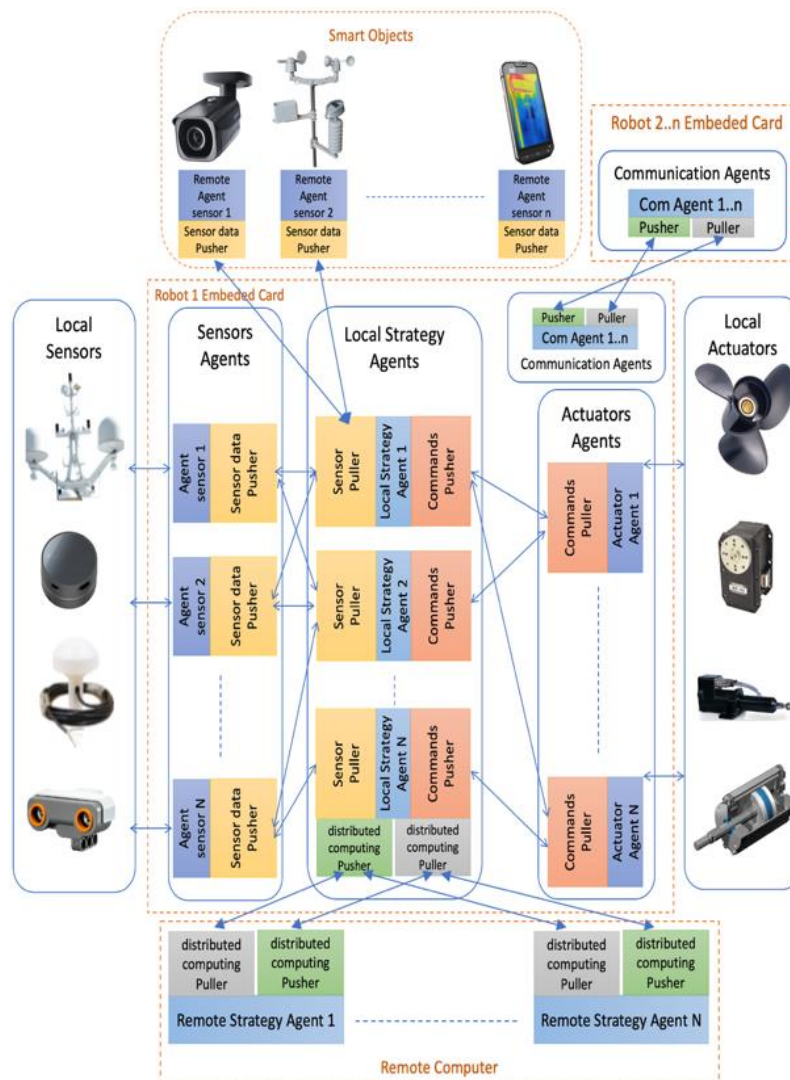 Smart Objects
Remote
Agent
sensor 1
Sensor data
Pusher
Remote
Agent
sensor 2
Sensor data
Pusher
Remote
Agent
sensor n
Sensor data
Pusher
Robot 2..n Embeded Card
Communication Agents
Com Agent 1..n
Pusher
Puller
Robot 1 Embeded Card
Pusher
Puller
Com Agent 1..n
Communication Agents
Local
Sensors
Sensors
Agents
Local Strategy
Agents
Actuators
Agents
Local
Actuators
Agent
sensor 1
Sensor data
Pusher
Sensor
Puller
Local Strategy
Agent 1
Commands
Pusher
Commands
Puller
Actuator
Agent 1
Agent
sensor 2
Sensor data
Pusher
Sensor
Puller
Local Strategy
Agent 2
Commands
Pusher
Agent
sensor N
Sensor data
Pusher
Sensor
Puller
Local Strategy
Agent N
Commands
Pusher
Commands
Puller
Actuator
Agent N
distributed
computing
Pusher
distributed
computing
Puller
distributed
computing
Puller
distributed
computing
Pusher
Remote Strategy Agent 1
distributed
computing
Puller
distributed
computing
Pusher
Remote Strategy Agent N
Remote Computer